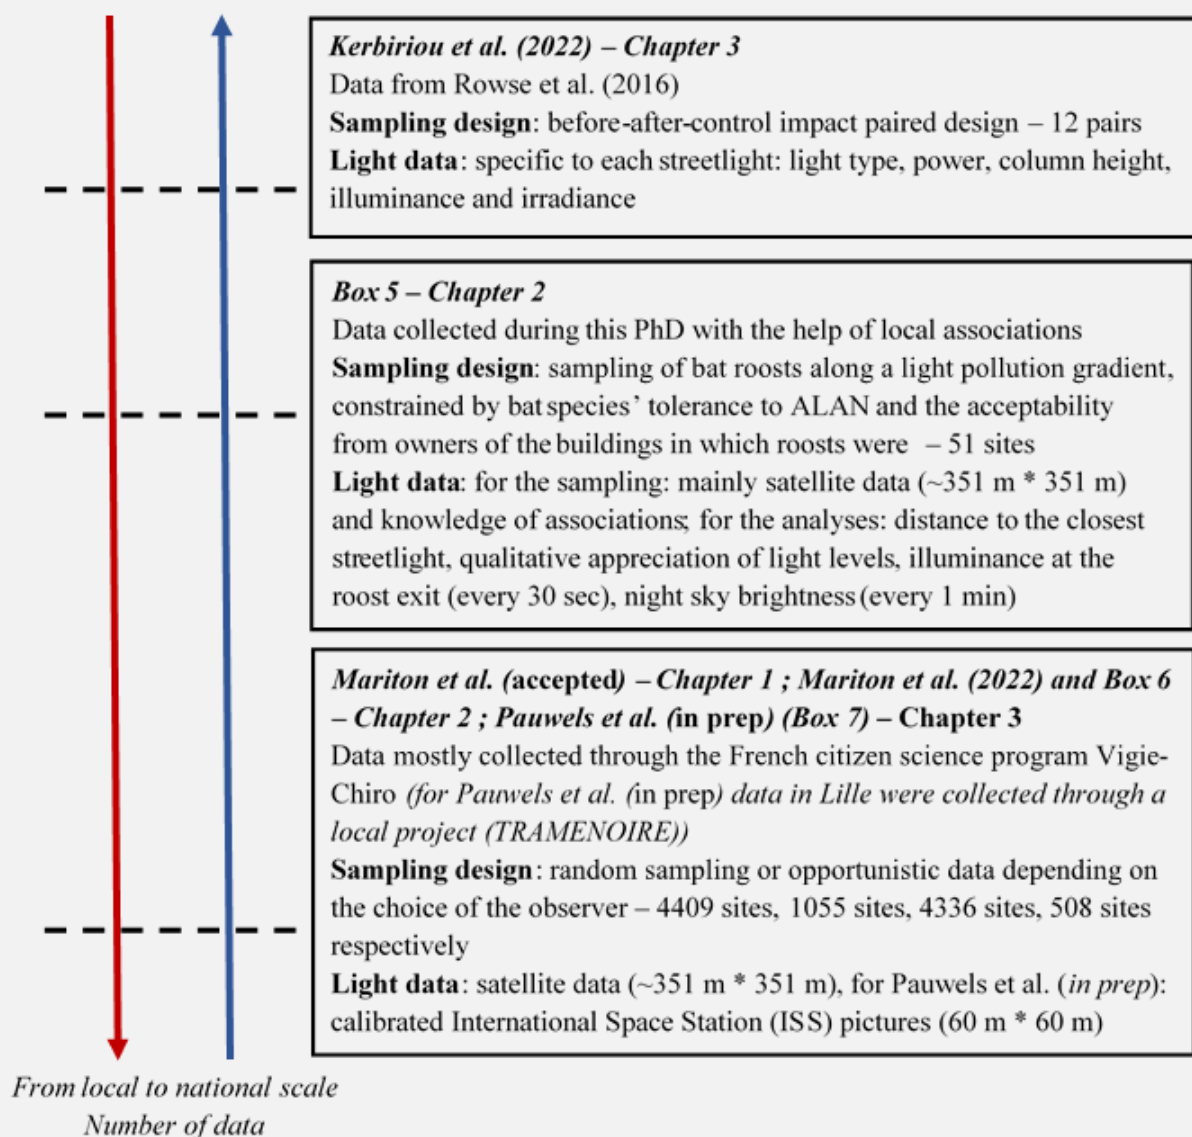 Kerbiriou et al. (2022) – Chapter 3
Data from Rowse et al. (2016)
Sampling design: before-after-control impact paired design – 12 pairs
Light data: specific to each streetlight: light type, power, column height,
illuminance and irradiance
Box 5 – Chapter 2
Data collected during this PhD with the help of local associations
Sampling design: sampling of bat roosts along a light pollution gradient,
constrained by bat species’ tolerance to ALAN and the acceptability
from owners of the buildings in which roosts were – 51 sites
Light data: for the sampling: mainly satellite data (~351 m * 351 m)
and knowledge of associations; for the analyses: distance to the closest
streetlight, qualitative appreciation of light levels, illuminance at the
roost exit (every 30 sec), night sky brightness (every 1 min)
Mariton et al. (accepted) – Chapter 1 ; Mariton et al. (2022) and Box 6
– Chapter 2 ; Pauwels et al. (in prep) (Box 7) – Chapter 3
Data mostly collected through the French citizen science program Vigie-
Chiro (for Pauwels et al. (in prep) data in Lille were collected through a
local project (TRAMENOIRE))
Sampling design: random sampling or opportunistic data depending on
the choice of the observer – 4409 sites, 1055 sites, 4336 sites, 508 sites
respectively
Light data: satellite data (~351 m * 351 m), for Pauwels et al. (in prep):
calibrated International Space Station (ISS) pictures (60 m * 60 m)
From local to national scale
Number of data